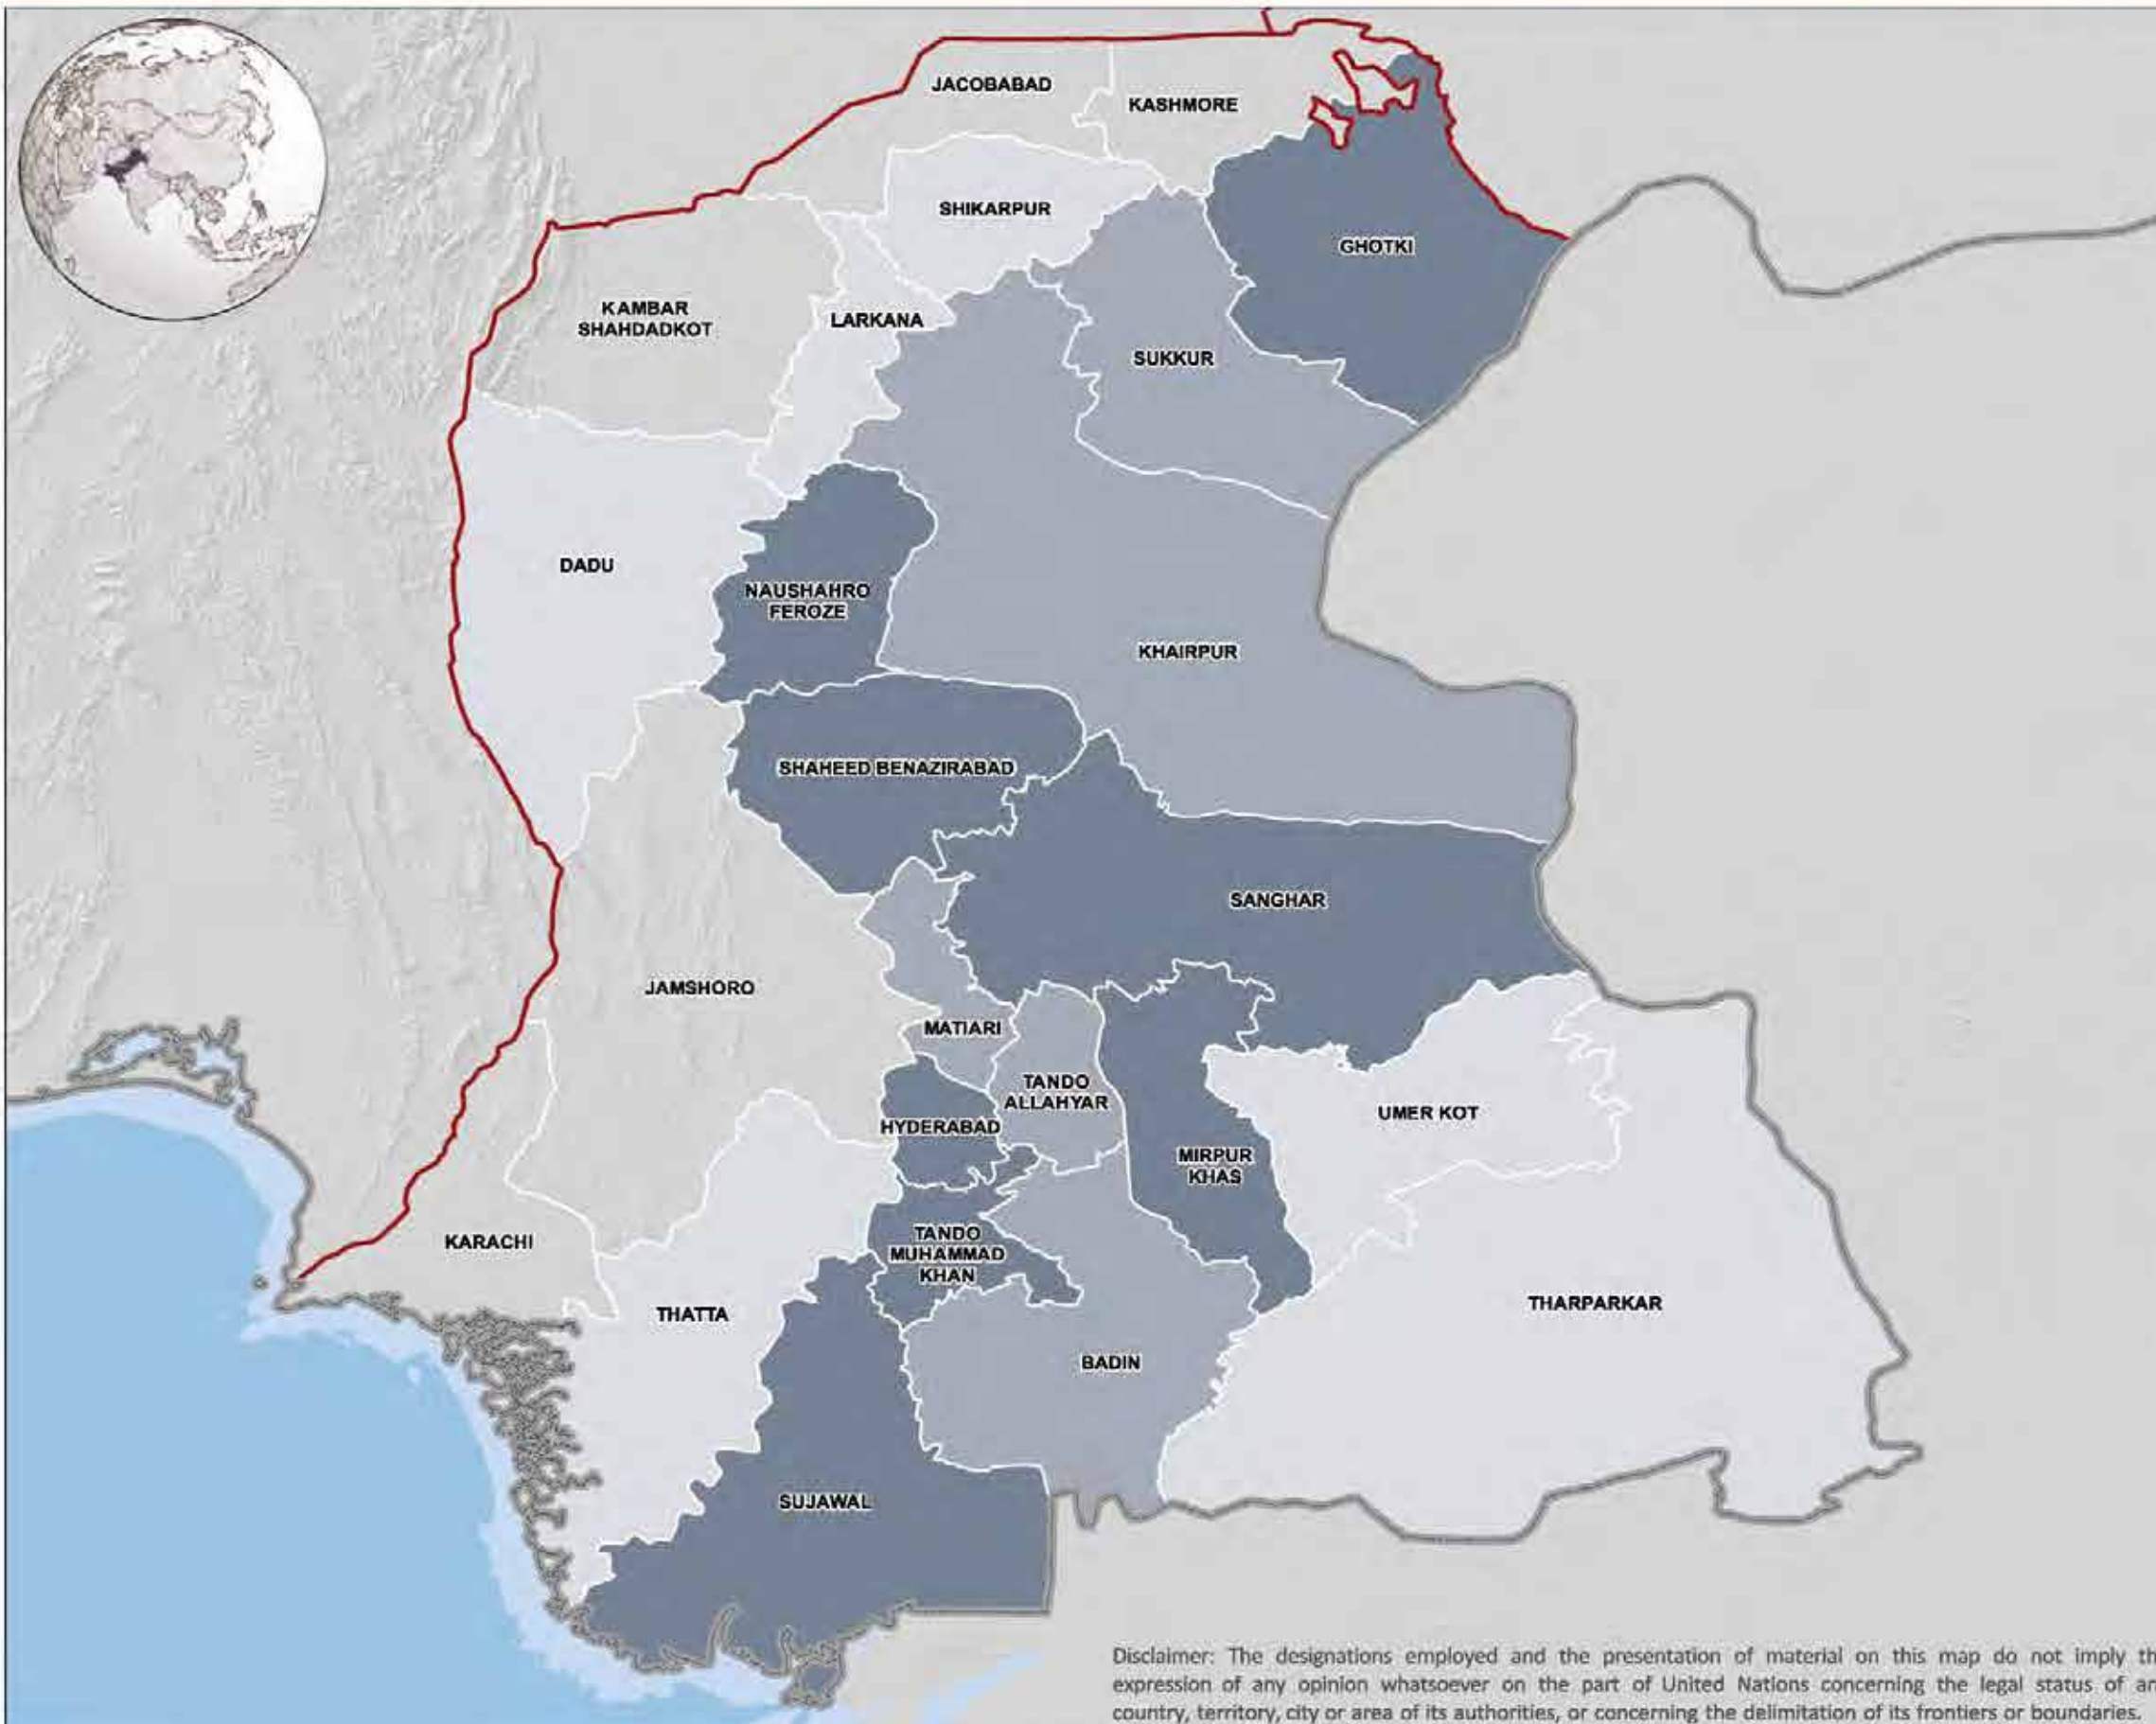 JACOBABAD
KASHMORE
SHIKARPUR
GHOTKI
KAMBAR
SHAHDADKOT
LARKANA
SUKKUR
DADU
NAUSHAHRO
FEROZE
KHAIRPUR
SHAHEED BENAZIRABAD
SANGHAR
JAMSHORO
MATIARI
TANDO
ALLAHYAR
HYDERABAD
UMER KOT
MIRPUR
KHAS
KARACHI
TANDO
MUHAMMAD
KHAN
THATTA
THARPARKAR
BADIN
SUJAWAL
Disclaimer: The designations employed and the presentation of material on this map do not imply th
expression of any opinion whatsoever on the part of United Nations concerning the legal status of an
country, territory, city or area of its authorities, or concerning the delimitation of its frontiers or boundaries.